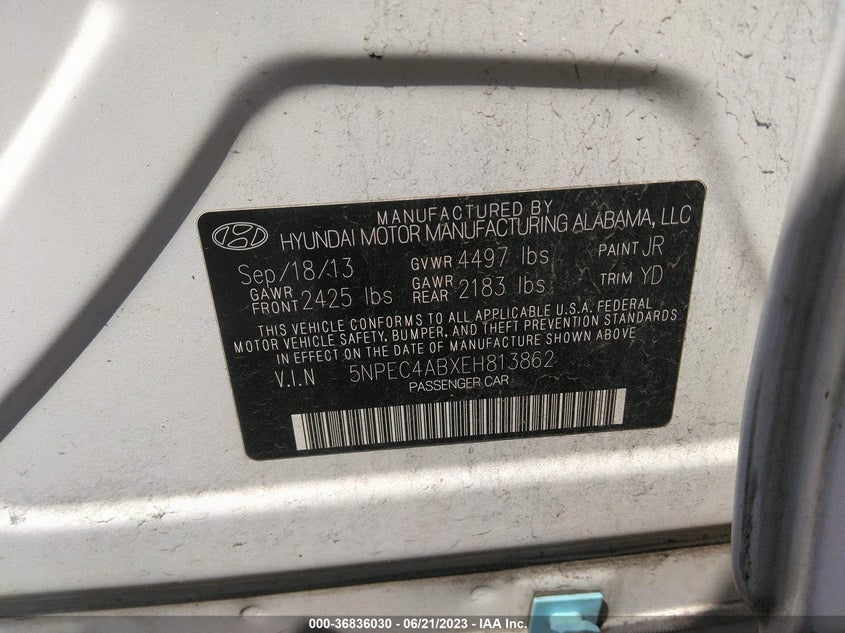 MANUFACTURED BY
HYUNDAI MOTOR MANUFACTURING ALABAMA, LLC
Sep/18/13 GVWR 4497 lbs PAINT JR
GAWR FRONT 2425 lbs GAWR REAR 2183 lbs TRIM YD
THIS VEHICLE CONFORMS TO ALL APPLICABLE U.S.A. FEDERAL
MOTOR VEHICLE SAFETY, BUMPER, AND THEFT PREVENTION STANDARDS
IN EFFECT ON THE DATE OF MANUFACTURE SHOWN ABOVE
V.I.N 5NPEC4ABXEH813862
PASSENGER CAR
000-36836030 - 06/21/2023 - IAA Inc.